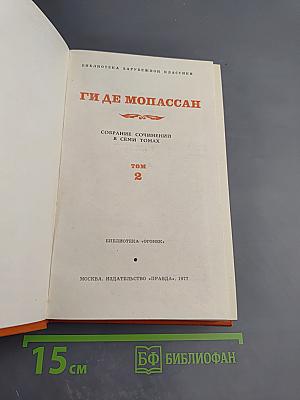 БИБЛИОТЕКА ЗАРУБЕЖНОЙ КЛАССИКИ
ГИ ДЕ МОПАССАН
СОБРАНИЕ СОЧИНЕНИЙ
В СЕМИ ТОМАХ
ТОМ
2
БИБЛИОТЕКА «ОГОНЕК»
МОСКВА. ИЗДАТЕЛЬСТВО «ПРАВДА». 1977
15 см
БФ БИБЛИОФАН